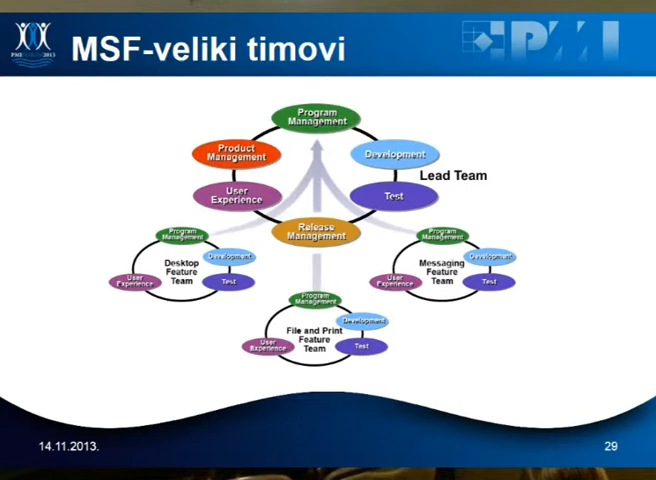 MSF-veliki timovi
PMI
Program
Management
Product
Management
Development
Lead Team
User
Experience
Test
Release
Management
Program
Management
Development
Desktop
Feature
Team
User
Experience
Test
Program
Management
Development
Messaging
Feature
Team
User
Experience
Test
Program
Management
Development
File and Print
Feature
Team
User
Experience
Test
14.11.2013.
29